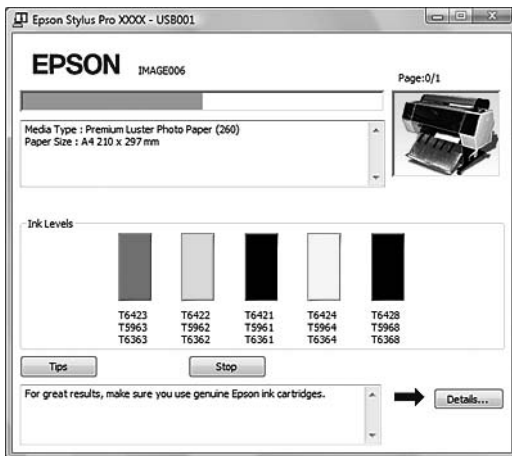 Epson Stylus Pro XXXX - USB001
EPSON IMAGE006
Page:0/1
Media Type : Premium Luster Photo Paper (260)
Paper Size : A4 210 x 297 mm
Ink Levels
T6423 T6422 T6421 T6424 T6428
T5963 T5962 T5961 T5964 T5968
T6363 T6362 T6361 T6364 T6368
Tips Stop
For great results, make sure you use genuine Epson ink cartridges.
Details...